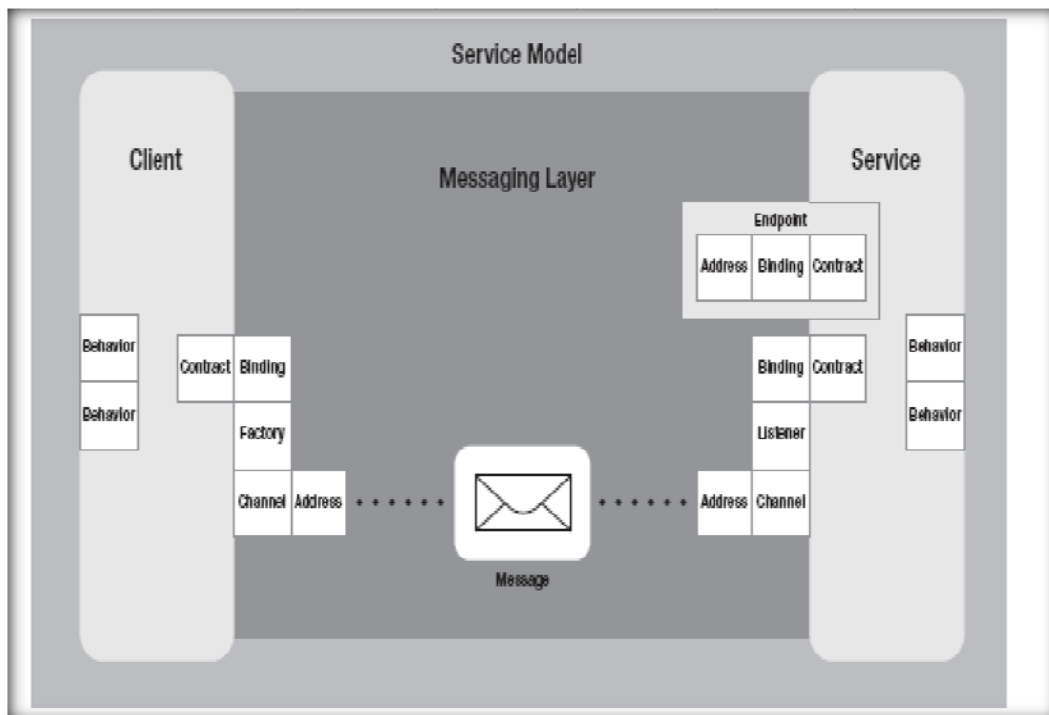 Service Model
Client
Service
Messaging Layer
Endpoint
Address Binding Contract
Behavior
Behavior
Contract Binding
Factory
Channel Address
Message
Binding Contract
Listener
Address Channel
Behavior
Behavior